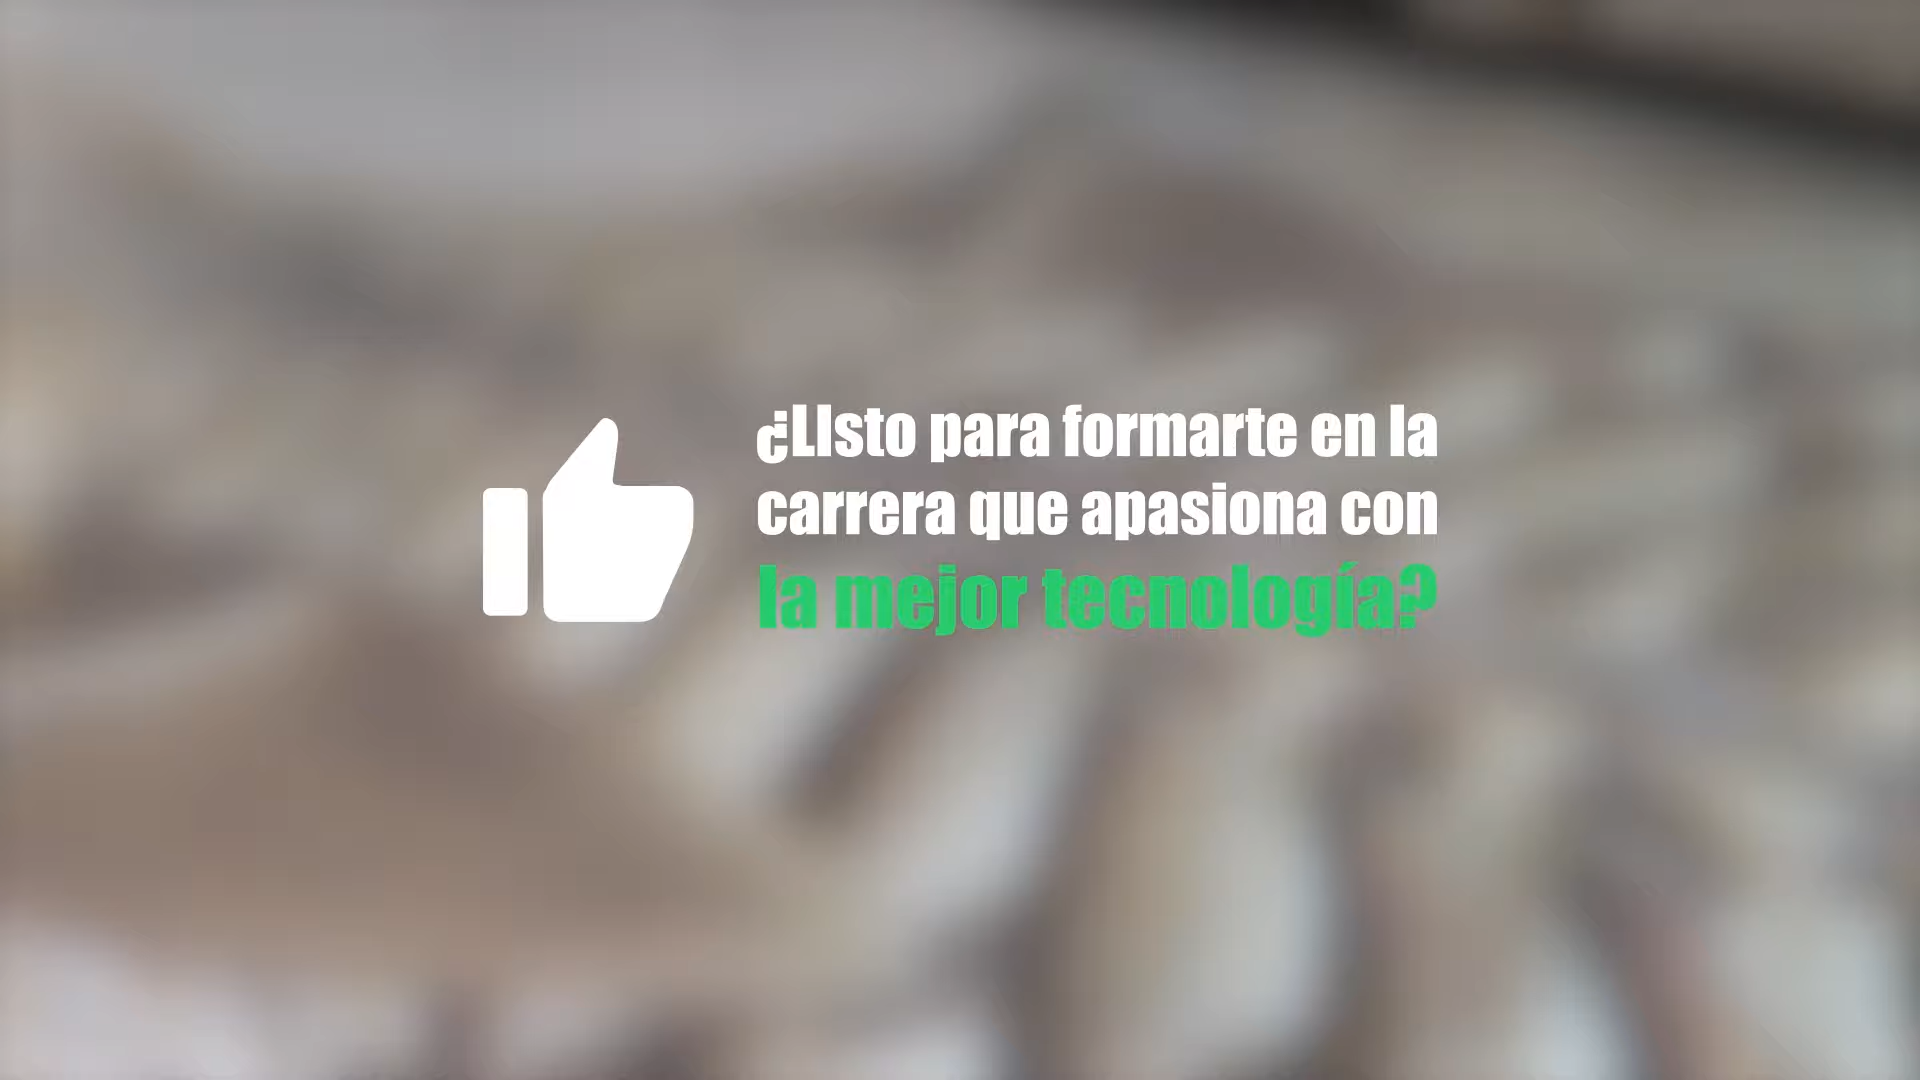 ¿LIsto para formarte en la
carrera que apasiona con
la mejor tecnología?